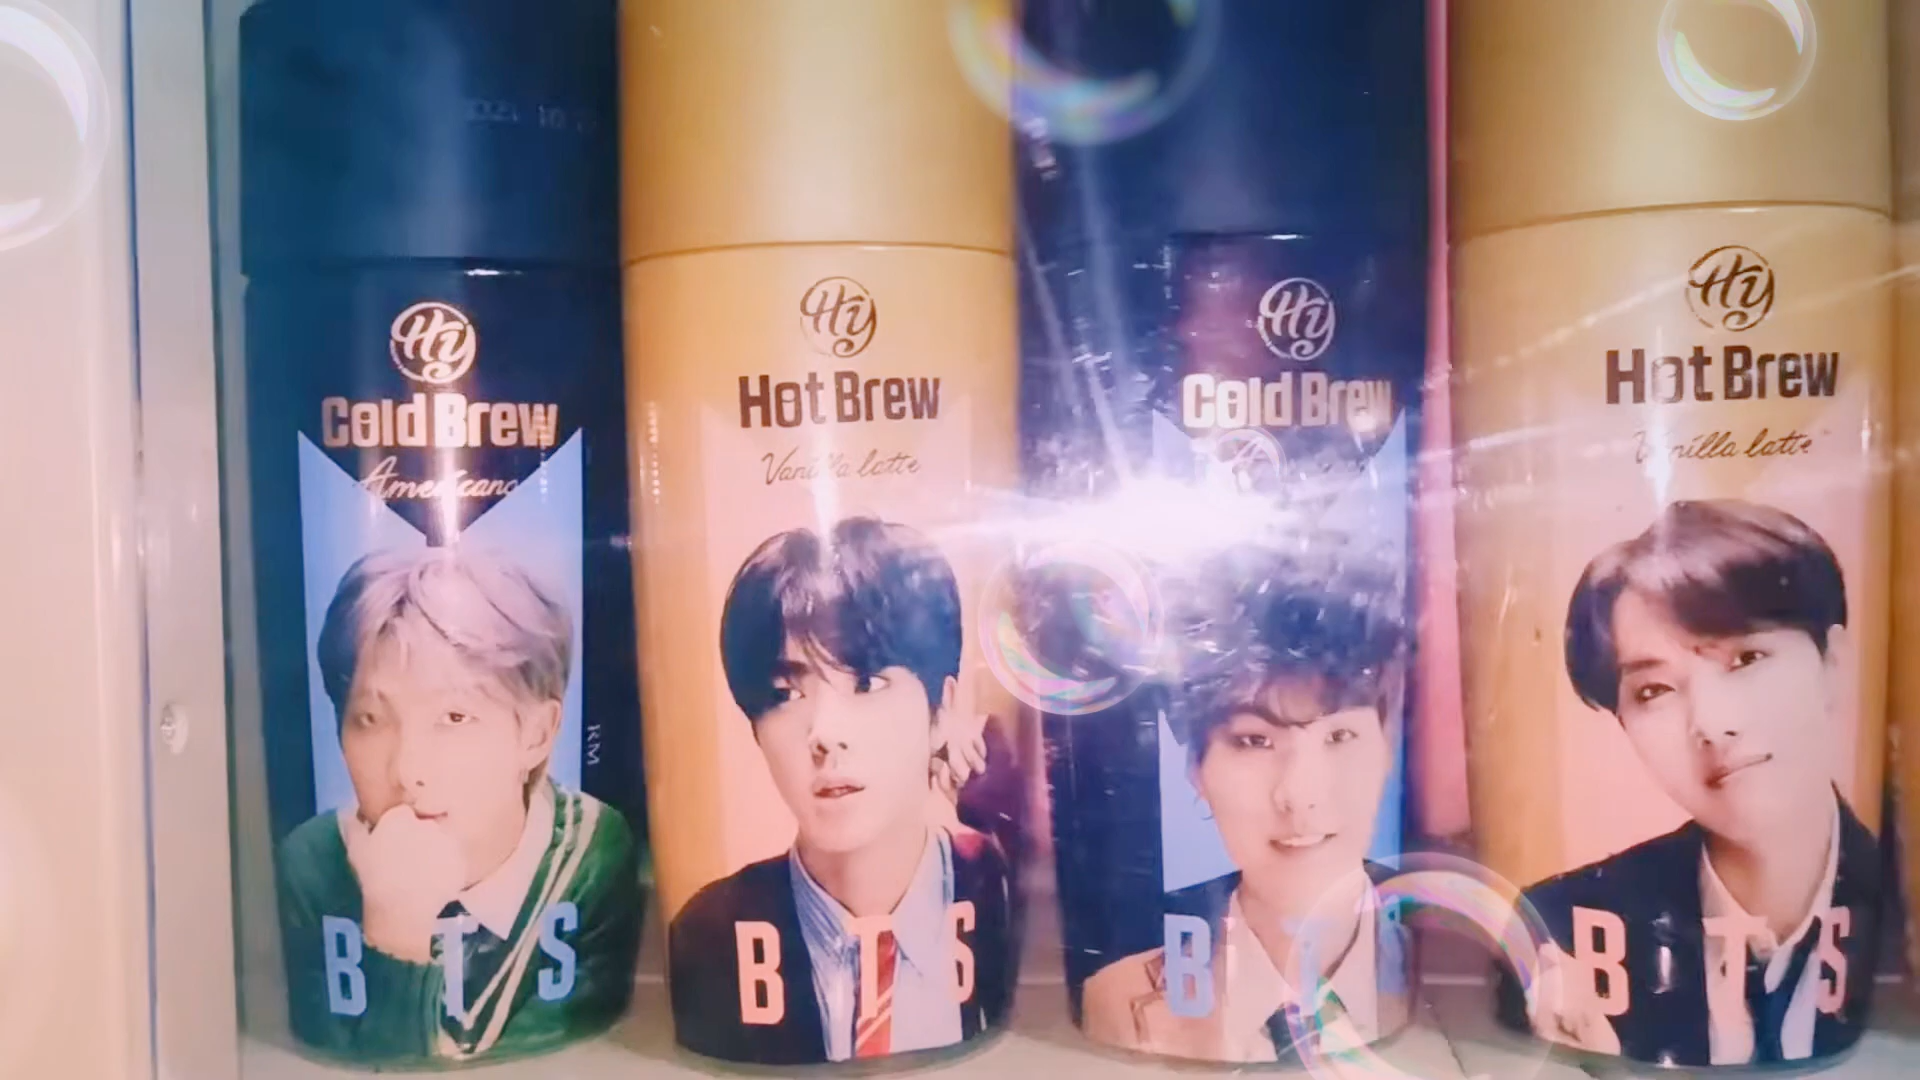 Hy
Cold Brew
Americano
KM
BTS
Hy
Hot Brew
Vanilla latte
BTS
Hy
Cold Brew
BTS
Hy
Hot Brew
Vanilla latte
BTS